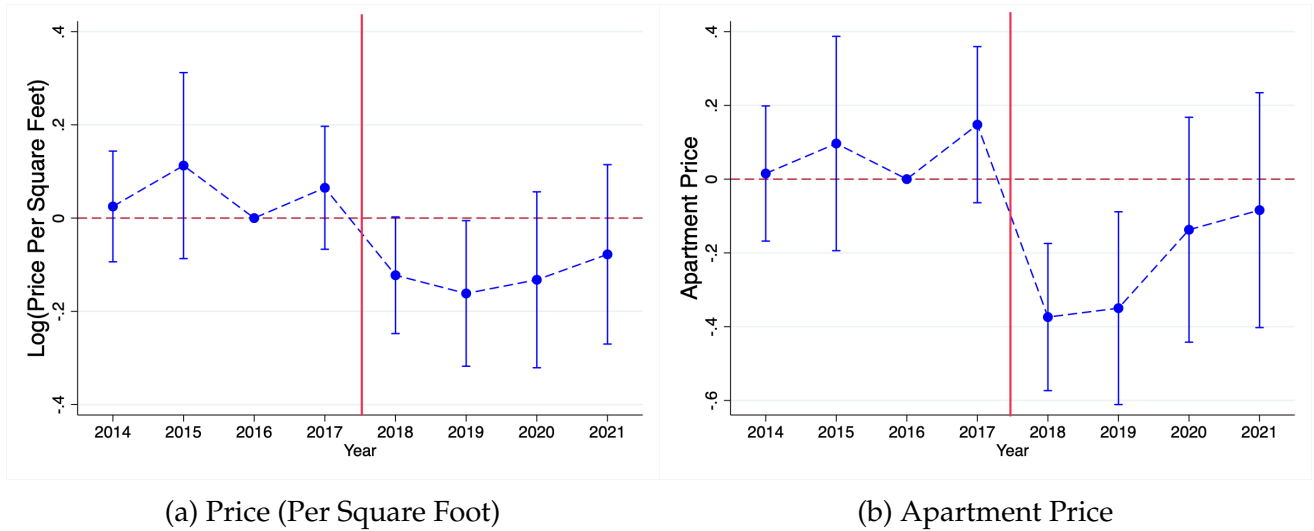 .4
.2
0
-.2
-.4
Log(Price Per Square Feet)
2014 2015 2016 2017 2018 2019 2020 2021
Year
(a) Price (Per Square Foot)
.4
0.2
0
-.2
-.4
-.6
Apartment Price
2014 2015 2016 2017 2018 2019 2020 2021
Year
(b) Apartment Price